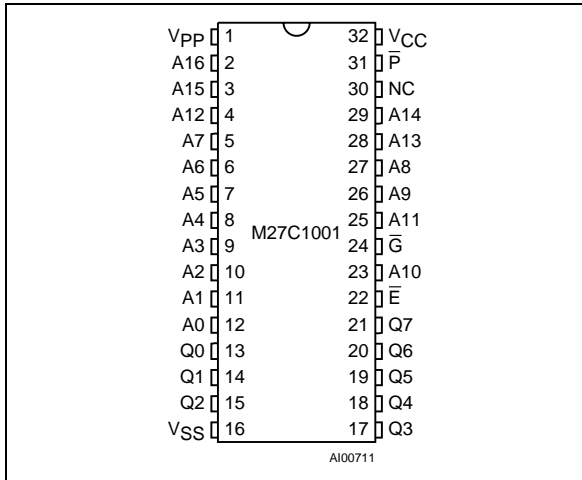 VPP 1 32 VCC
A16 2 31 P̅
A15 3 30 NC
A12 4 29 A14
A7 5 28 A13
A6 6 27 A8
A5 7 26 A9
A4 8 25 A11
M27C1001
A3 9 24 G̅
A2 10 23 A10
A1 11 22 E̅
A0 12 21 Q7
Q0 13 20 Q6
Q1 14 19 Q5
Q2 15 18 Q4
VSS 16 17 Q3
AI00711